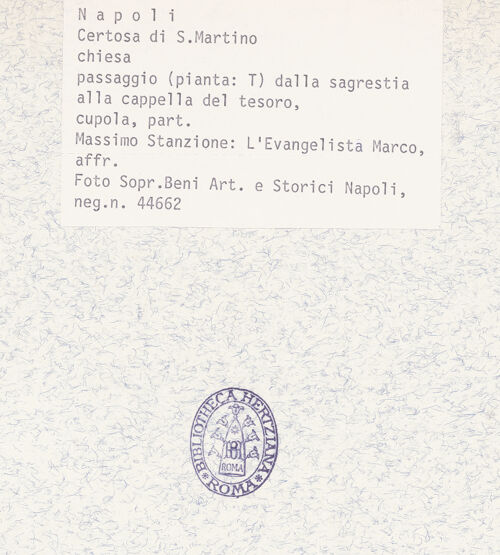 N a p o l i
Certosa di S.Martino
chiesa
passaggio (pianta: T) dalla sagrestia
alla cappella del tesoro,
cupola, part.
Massimo Stanzione: L'Evangelista Marco,
affr.
Foto Sopr.Beni Art. e Storici Napoli,
neg.n. 44662
*BIBLIOTHECA HERTZIANA*
ROMA
ROMA